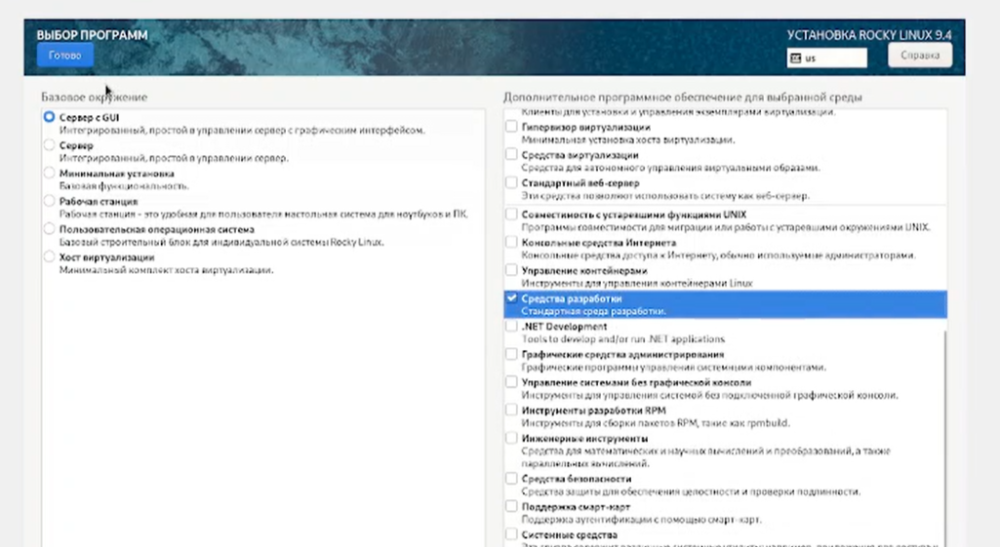 ВЫБОР ПРОГРАММ
УСТАНОВКА ROCKY LINUX 9.4
Готово
us
Справка
Базовое окружение
Сервер с GUI
Интегрированный, простой в управлении сервер с графическим интерфейсом.
Сервер
Интегрированный, простой в управлении сервер.
Минимальная установка
Базовая функциональность.
Рабочая станция
Рабочая станция - это удобная для пользователя настольная система для ноутбуков и ПК.
Пользовательская операционная система
Базовый строительный блок для индивидуальной системы Rocky Linux.
Хост виртуализации
Минимальный комплект хоста виртуализации.
Дополнительное программное обеспечение для выбранной среды
Клиенты для установки и управления экземплярами виртуализации.
Гипервизор виртуализации
Минимальная установка хоста виртуализации.
Средства виртуализации
Средства для автономного управления виртуальными образами.
Стандартный веб-сервер
Эти средства позволяют использовать систему как веб-сервер.
Совместимость с устаревшими функциями UNIX
Программы совместимости для миграции или работы с устаревшими окружениями UNIX.
Консольные средства Интернета
Консольные средства доступа к Интернету, обычно используемые администраторами.
Управление контейнерами
Инструменты для управления контейнерами Linux
Средства разработки
Стандартная среда разработки.
.NET Development
Tools to develop and/or run .NET applications
Графические средства администрирования
Графические программы управления системными компонентами.
Управление системами без графической консоли
Инструменты для управления системой без подключенной графической консоли.
Инструменты разработки RPM
Инструменты для сборки пакетов RPM, такие как rpmbuild.
Инженерные инструменты
Средства для математических и научных вычислений и преобразований, а также
параллельных вычислений.
Средства безопасности
Средства защиты для обеспечения целостности и проверки подлинности.
Поддержка смарт-карт
Поддержка аутентификации с помощью смарт-карт.
Системные средства